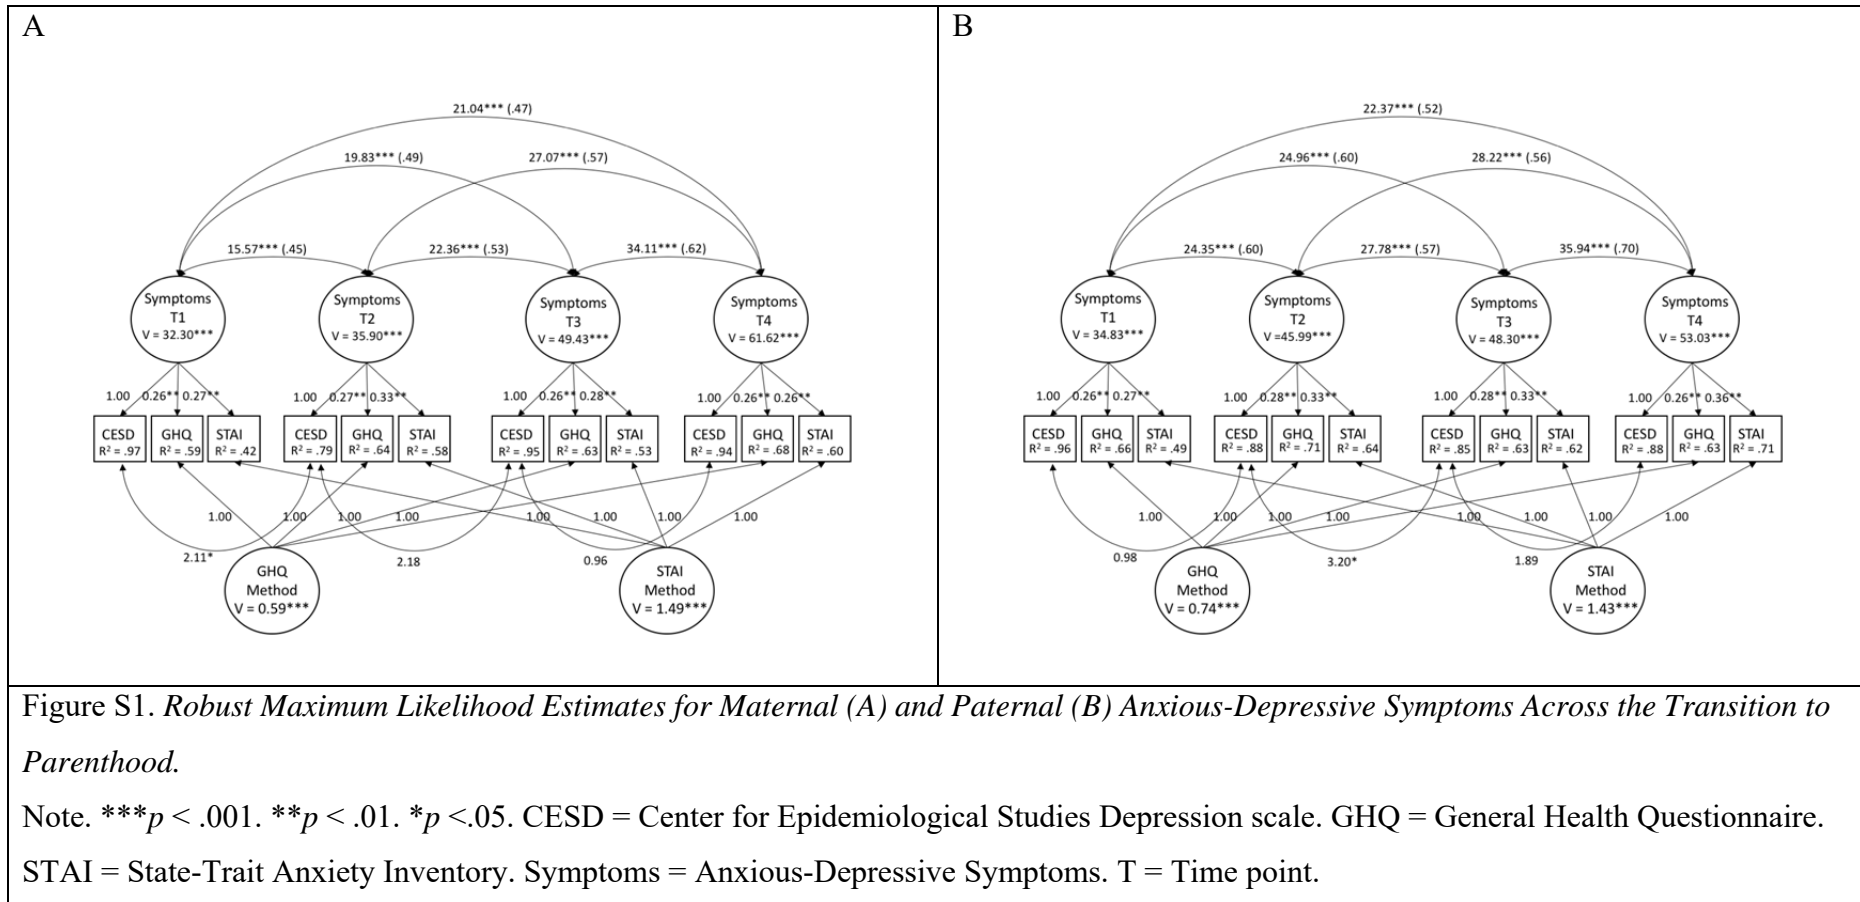 A
21.04*** (.47)
19.83*** (.49) 27.07*** (.57)
15.57*** (.45) 22.36*** (.53) 34.11*** (.62)
Symptoms T1 V = 32.30***
Symptoms T2 V = 35.90***
Symptoms T3 V = 49.43***
Symptoms T4 V = 61.62***
1.00 0.26** 0.27** 1.00 0.27** 0.33** 1.00 0.26** 0.28** 1.00 0.26** 0.26**
CESD GHQ STAI CESD GHQ STAI CESD GHQ STAI CESD GHQ STAI
R² = .97 R² = .59 R² = .42 R² = .79 R² = .64 R² = .58 R² = .95 R² = .63 R² = .53 R² = .94 R² = .68 R² = .60
1.00 1.00 1.00 1.00 1.00 1.00 1.00 1.00
2.11* 2.18 0.96
GHQ Method V = 0.59***
STAI Method V = 1.49***
B
22.37*** (.52)
24.96*** (.60) 28.22*** (.56)
24.35*** (.60) 27.78*** (.57) 35.94*** (.70)
Symptoms T1 V = 34.83***
Symptoms T2 V =45.99***
Symptoms T3 V = 48.30***
Symptoms T4 V = 53.03***
1.00 0.26** 0.27** 1.00 0.28** 0.33** 1.00 0.28** 0.33** 1.00 0.26** 0.36**
CESD GHQ STAI CESD GHQ STAI CESD GHQ STAI CESD GHQ STAI
R² = .96 R² = .66 R² = .49 R² = .88 R² = .71 R² = .64 R² = .85 R² = .63 R² = .62 R² = .88 R² = .63 R² = .71
1.00 1.00 1.00 1.00 1.00 1.00 1.00 1.00
0.98 3.20* 1.89
GHQ Method V = 0.74***
STAI Method V = 1.43***
Figure S1. Robust Maximum Likelihood Estimates for Maternal (A) and Paternal (B) Anxious-Depressive Symptoms Across the Transition to
Parenthood.
Note. ***p < .001. **p < .01. *p <.05. CESD = Center for Epidemiological Studies Depression scale. GHQ = General Health Questionnaire.
STAI = State-Trait Anxiety Inventory. Symptoms = Anxious-Depressive Symptoms. T = Time point.